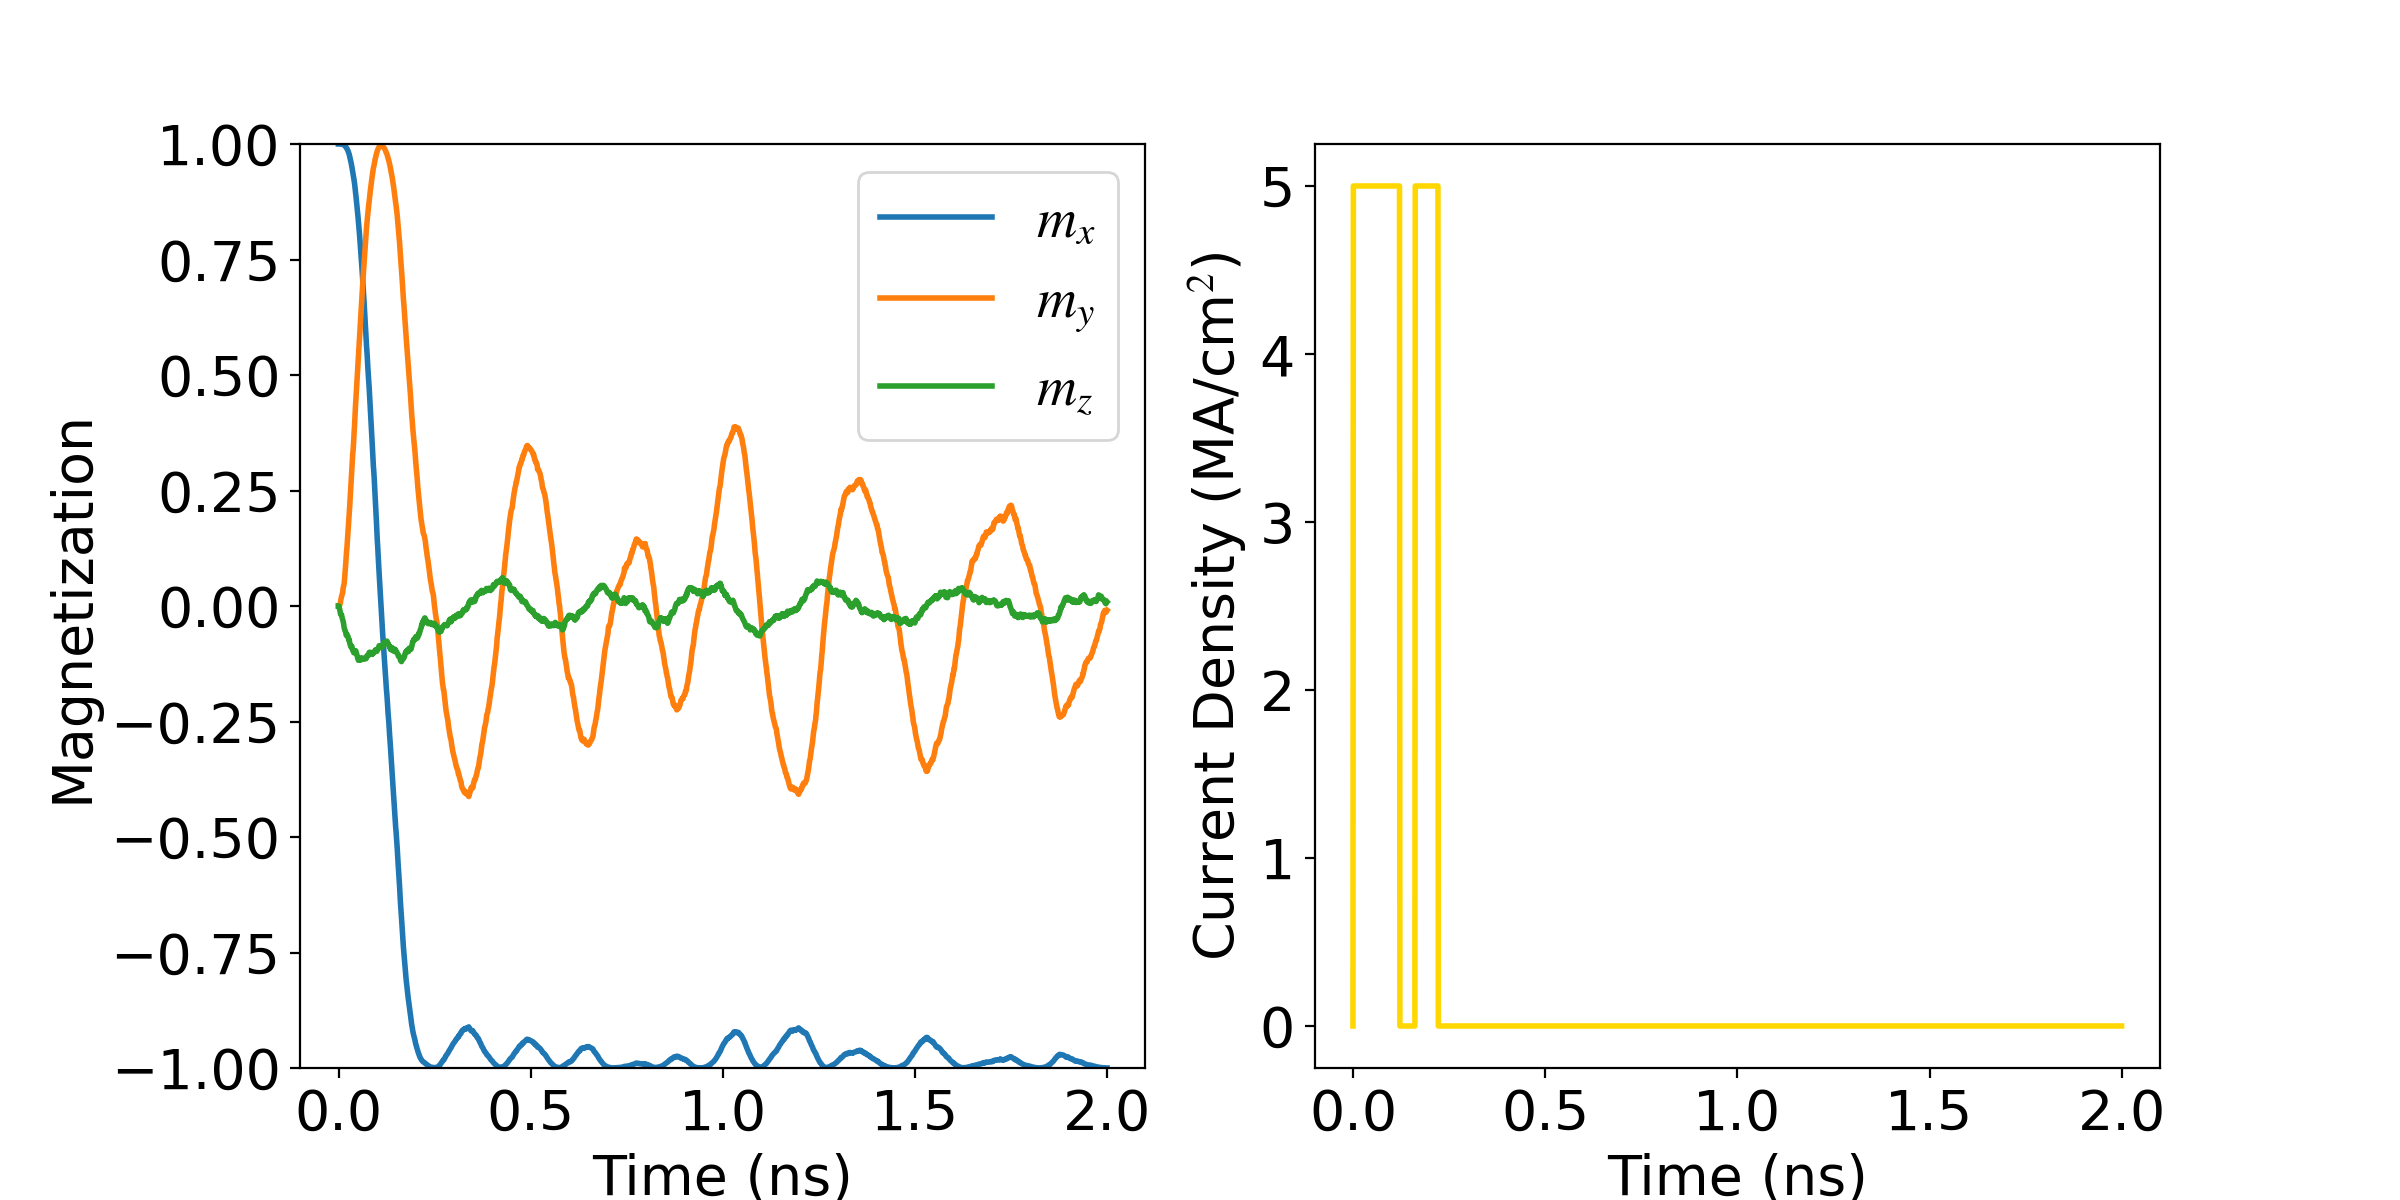 Magnetization
1.00
0.75
0.50
0.25
0.00
−0.25
−0.50
−0.75
−1.00
0.0 0.5 1.0 1.5 2.0
Time (ns)
mₓ
m_y
m_z
Current Density (MA/cm²)
5
4
3
2
1
0
0.0 0.5 1.0 1.5 2.0
Time (ns)